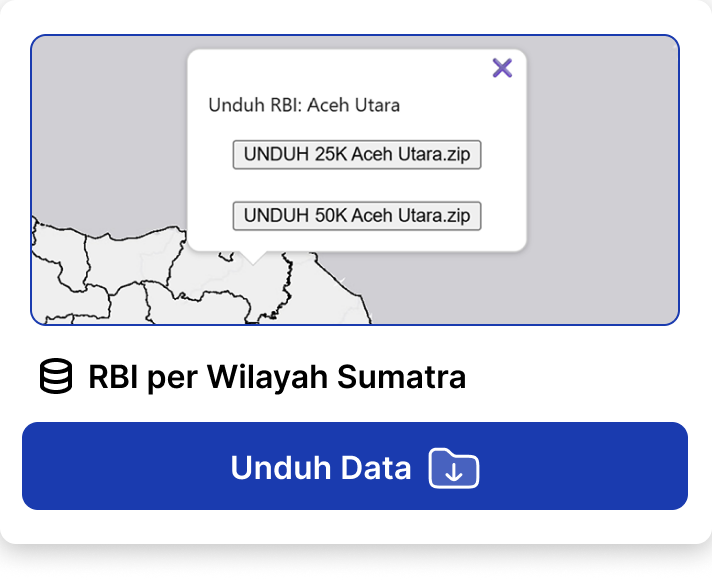 Unduh RBI: Aceh Utara
UNDUH 25K Aceh Utara.zip
UNDUH 50K Aceh Utara.zip
RBI per Wilayah Sumatra
Unduh Data